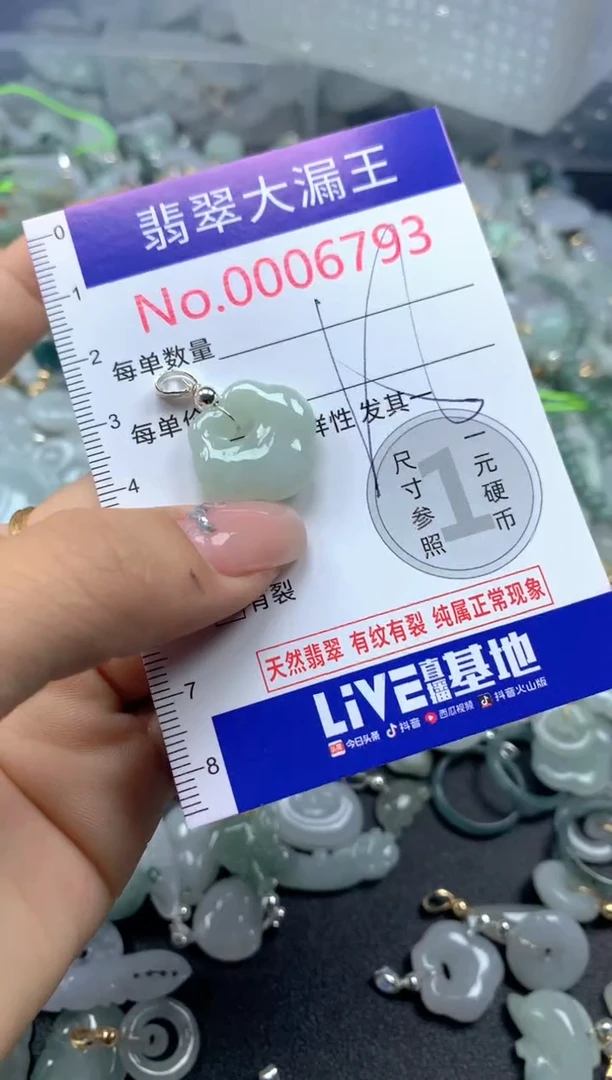 翡翠大漏王
No.0006793
0
1
2
3
4
7
8
每单数量
每单价
样性 发其一
尺寸参照
1
一元硬币
有裂
天然翡翠 有纹有裂 纯属正常现象
LiVE直播基地
今日头条 抖音 西瓜视频 抖音火山版